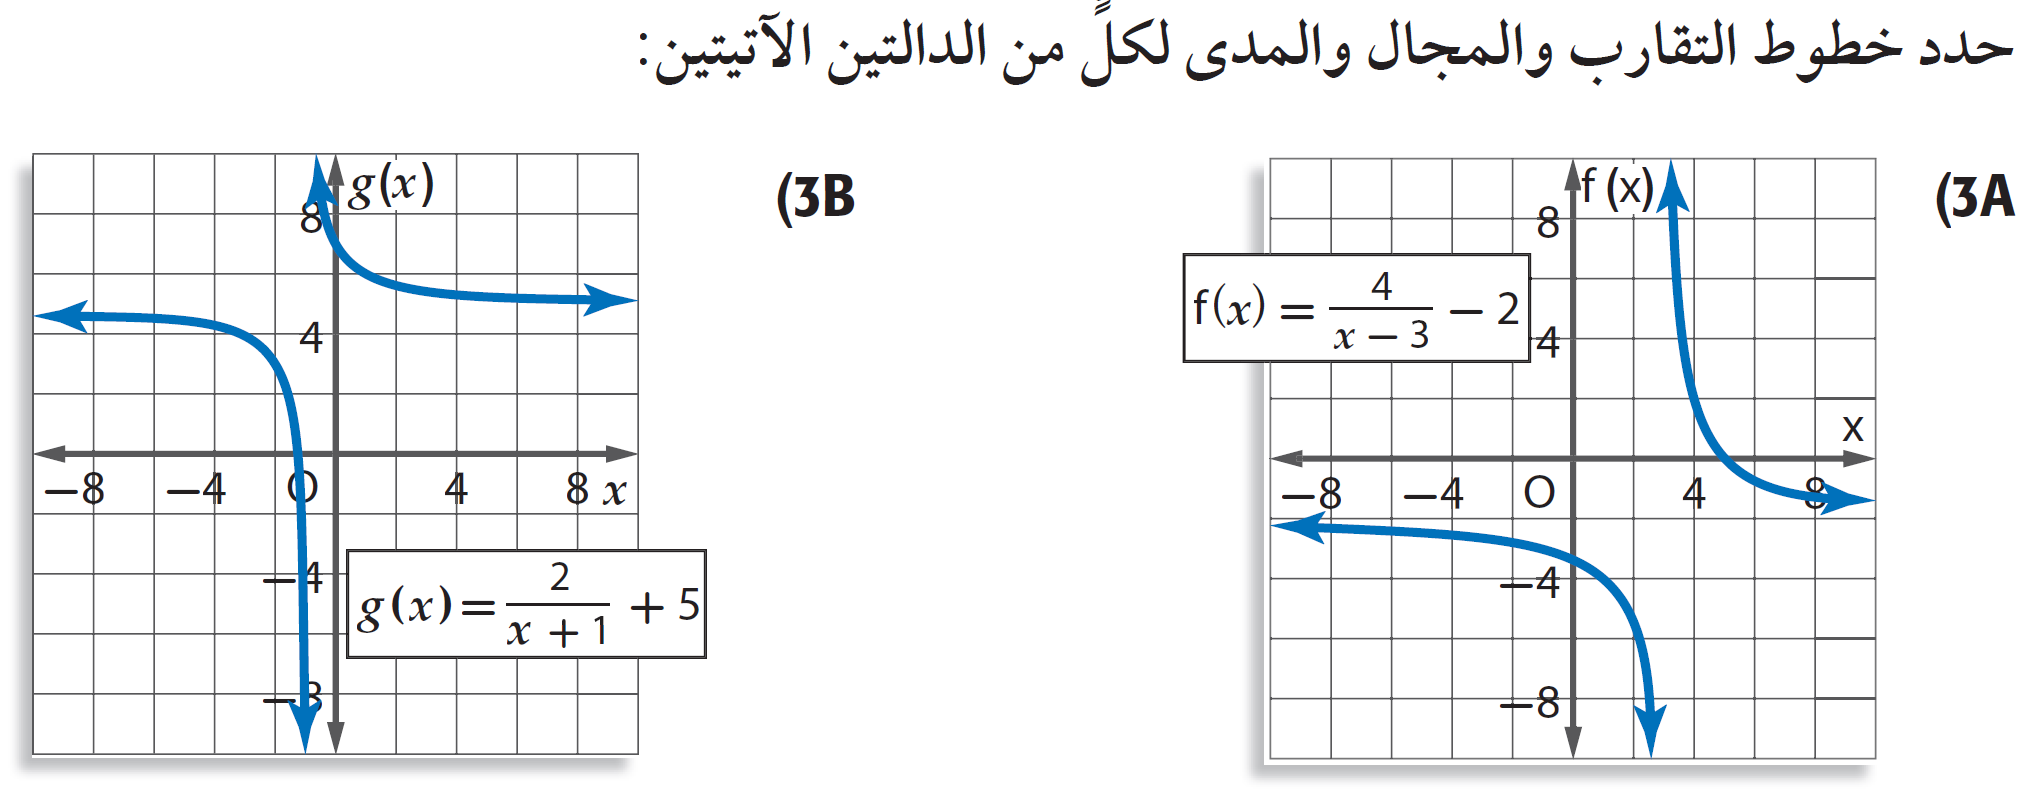 حدد خطوط التقارب والمجال والمدى لكلٍّ من الدالتين الآتيتين:
(3A
f (x)
8
4
x
−8 −4 O 4 8
−4
−8
f(x) = 4/(x − 3) − 2
(3B
g(x)
8
4
−8 −4 O 4 8 x
−4
−8
g(x) = 2/(x + 1) + 5